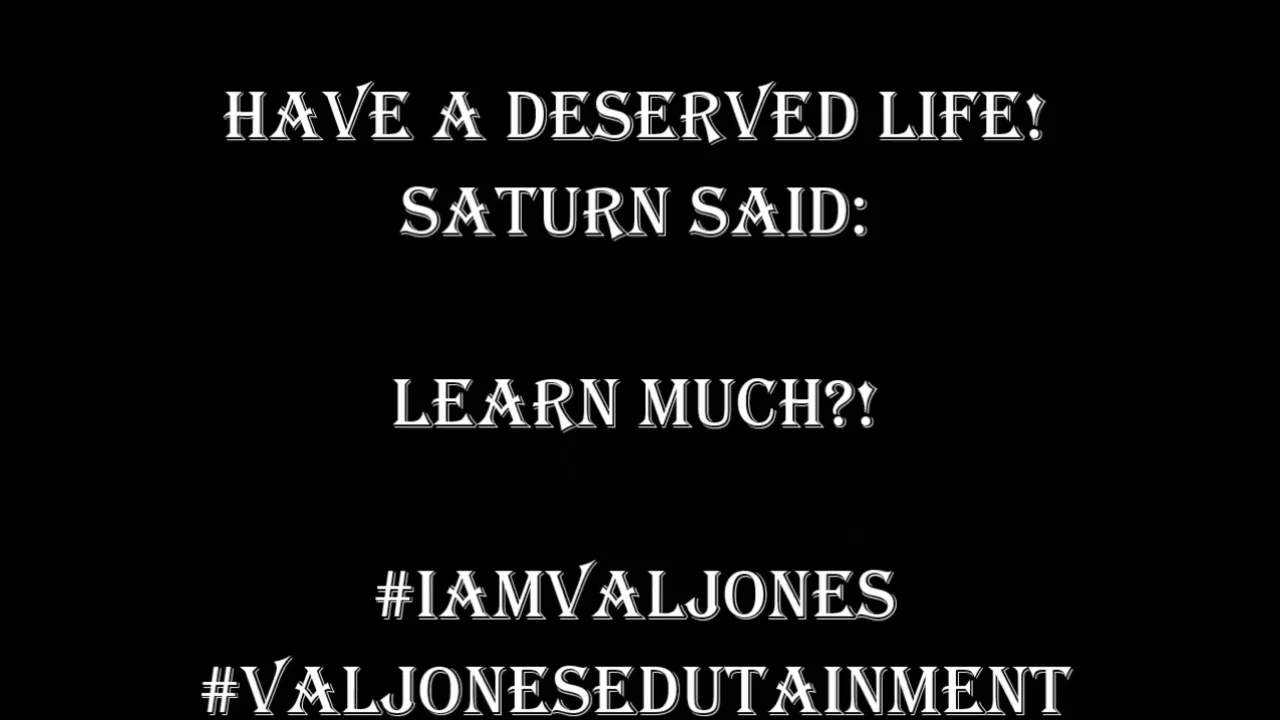 HAVE A DESERVED LIFE!
SATURN SAID:
LEARN MUCH?!
#IAMVALJONES
#VALJONESEDUTAINMENT